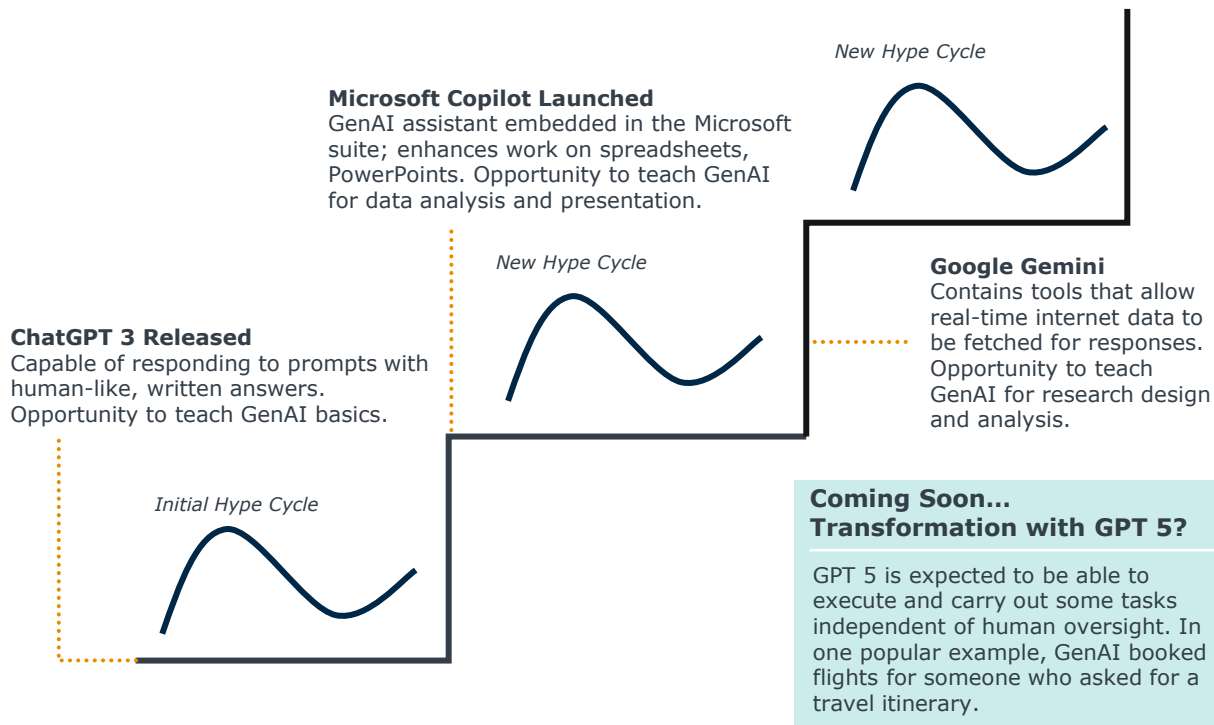 New Hype Cycle
Microsoft Copilot Launched
GenAI assistant embedded in the Microsoft
suite; enhances work on spreadsheets,
PowerPoints. Opportunity to teach GenAI
for data analysis and presentation.
New Hype Cycle
Google Gemini
Contains tools that allow
real-time internet data to
be fetched for responses.
Opportunity to teach
GenAI for research design
and analysis.
ChatGPT 3 Released
Capable of responding to prompts with
human-like, written answers.
Opportunity to teach GenAI basics.
Initial Hype Cycle
Coming Soon…
Transformation with GPT 5?
GPT 5 is expected to be able to
execute and carry out some tasks
independent of human oversight. In
one popular example, GenAI booked
flights for someone who asked for a
travel itinerary.